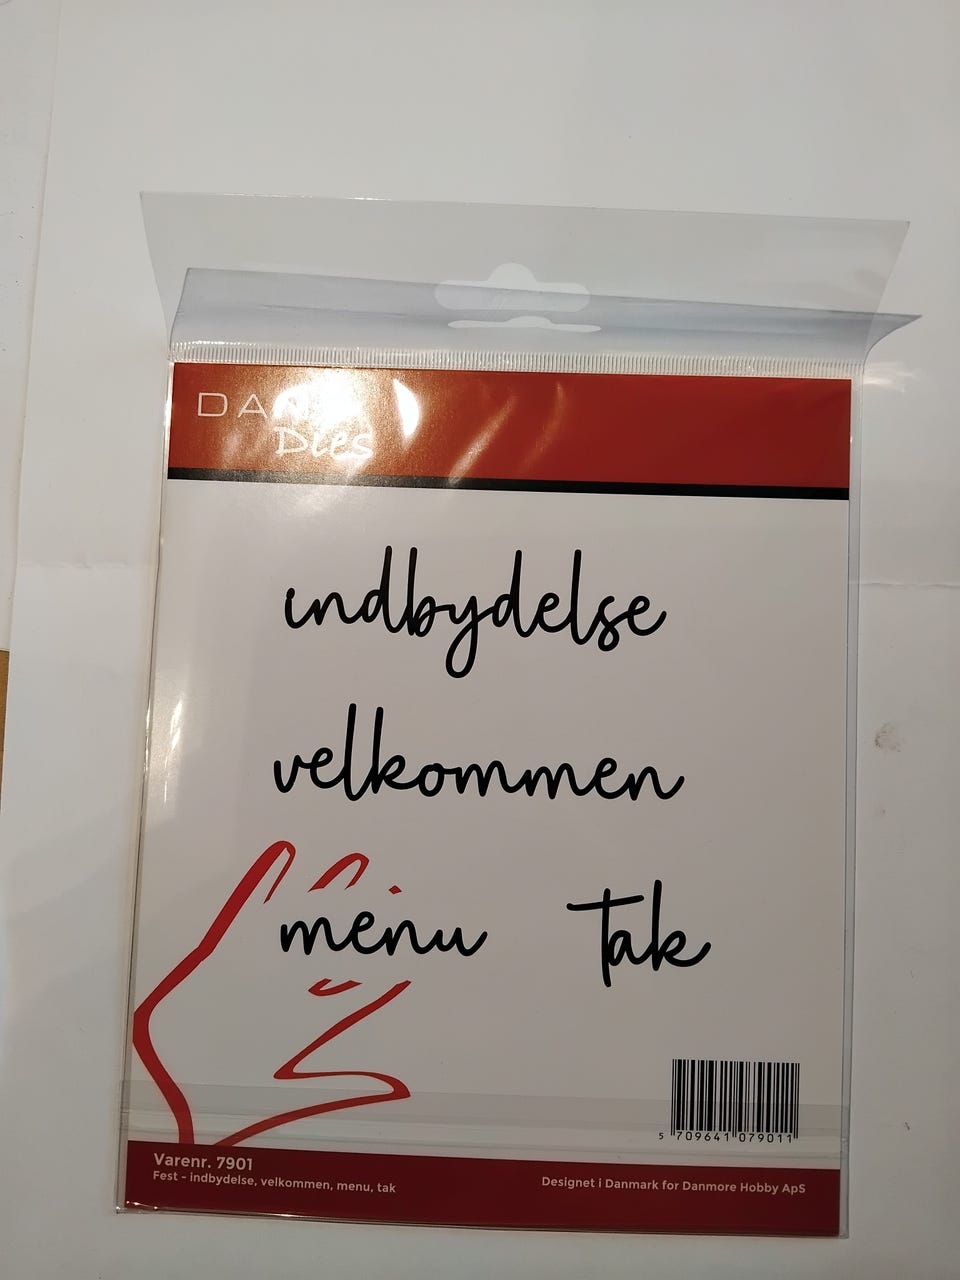 Dies
indbydelse
velkommen
menu Tak
5 709641 079011
Varenr. 7901
Fest - indbydelse, velkommen, menu, tak
Designet i Danmark for Danmore Hobby ApS